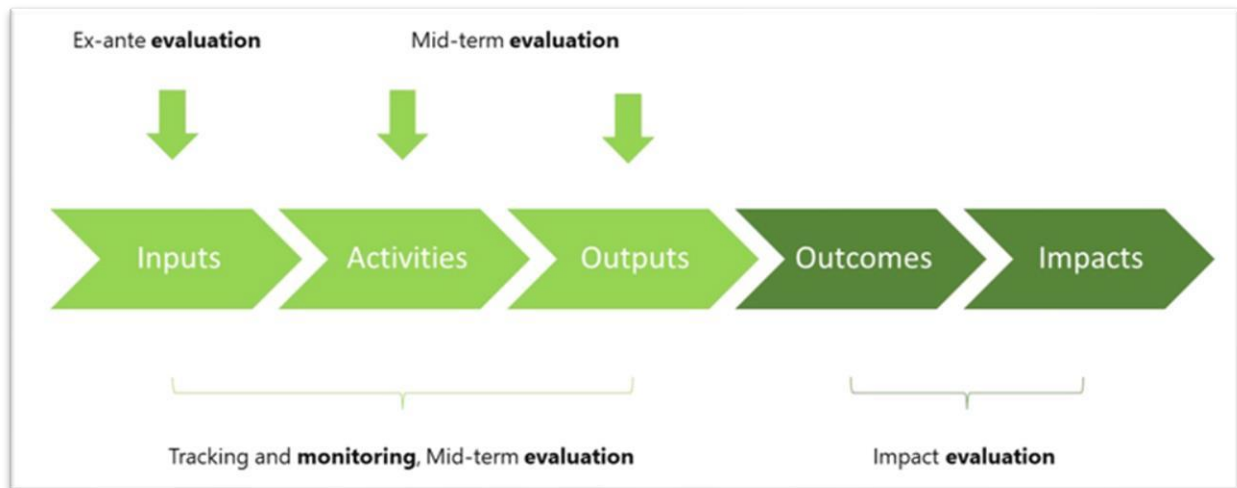 Ex-ante evaluation
Mid-term evaluation
Inputs
Activities
Outputs
Outcomes
Impacts
Tracking and monitoring, Mid-term evaluation
Impact evaluation